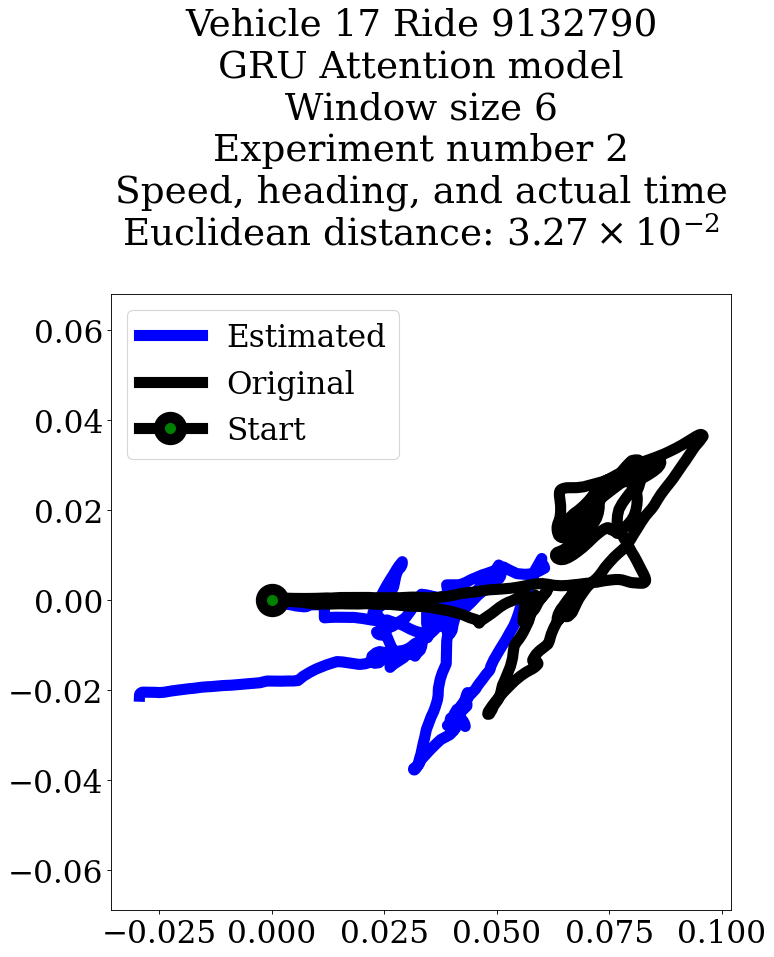 Vehicle 17 Ride 9132790
GRU Attention model
Window size 6
Experiment number 2
Speed, heading, and actual time
Euclidean distance: 3.27 × 10⁻²
Estimated
Original
Start
0.06
0.04
0.02
0.00
−0.02
−0.04
−0.06
−0.025 0.000 0.025 0.050 0.075 0.100